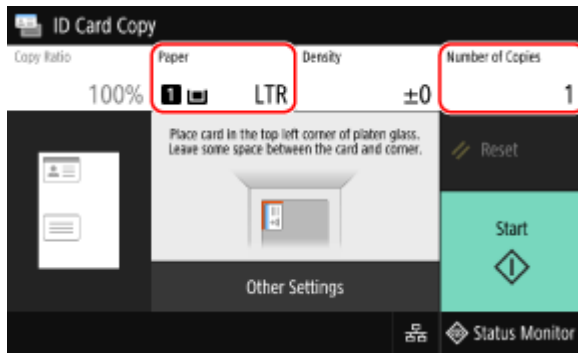 ID Card Copy
Copy Ratio
100%
Paper
1 LTR
Density
±0
Number of Copies
1
Place card in the top left corner of platen glass.
Leave some space between the card and corner.
Reset
Start
Other Settings
Status Monitor